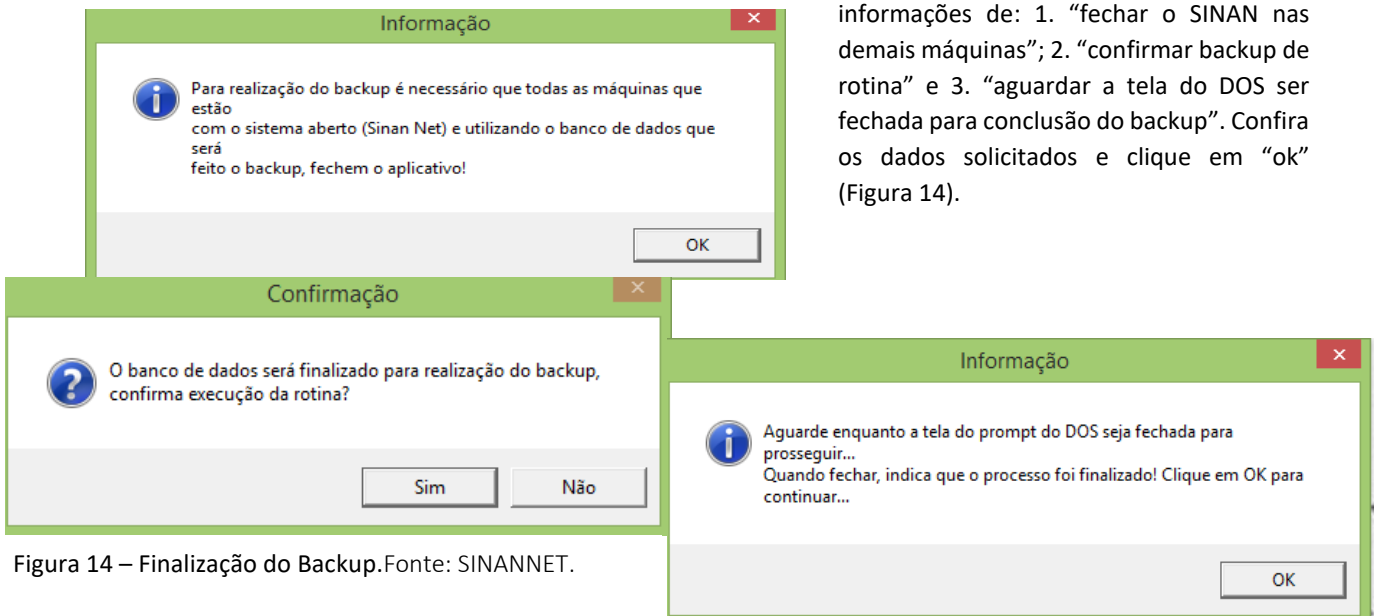 Informação
Para realização do backup é necessário que todas as máquinas que
estão
com o sistema aberto (Sinan Net) e utilizando o banco de dados que
será
feito o backup, fechem o aplicativo!
OK
informações de: 1. “fechar o SINAN nas
demais máquinas”; 2. “confirmar backup de
rotina” e 3. “aguardar a tela do DOS ser
fechada para conclusão do backup”. Confira
os dados solicitados e clique em “ok”
(Figura 14).
Confirmação
O banco de dados será finalizado para realização do backup,
confirma execução da rotina?
Sim
Não
Informação
Aguarde enquanto a tela do prompt do DOS seja fechada para
prosseguir...
Quando fechar, indica que o processo foi finalizado! Clique em OK para
continuar...
OK
Figura 14 – Finalização do Backup.Fonte: SINANNET.